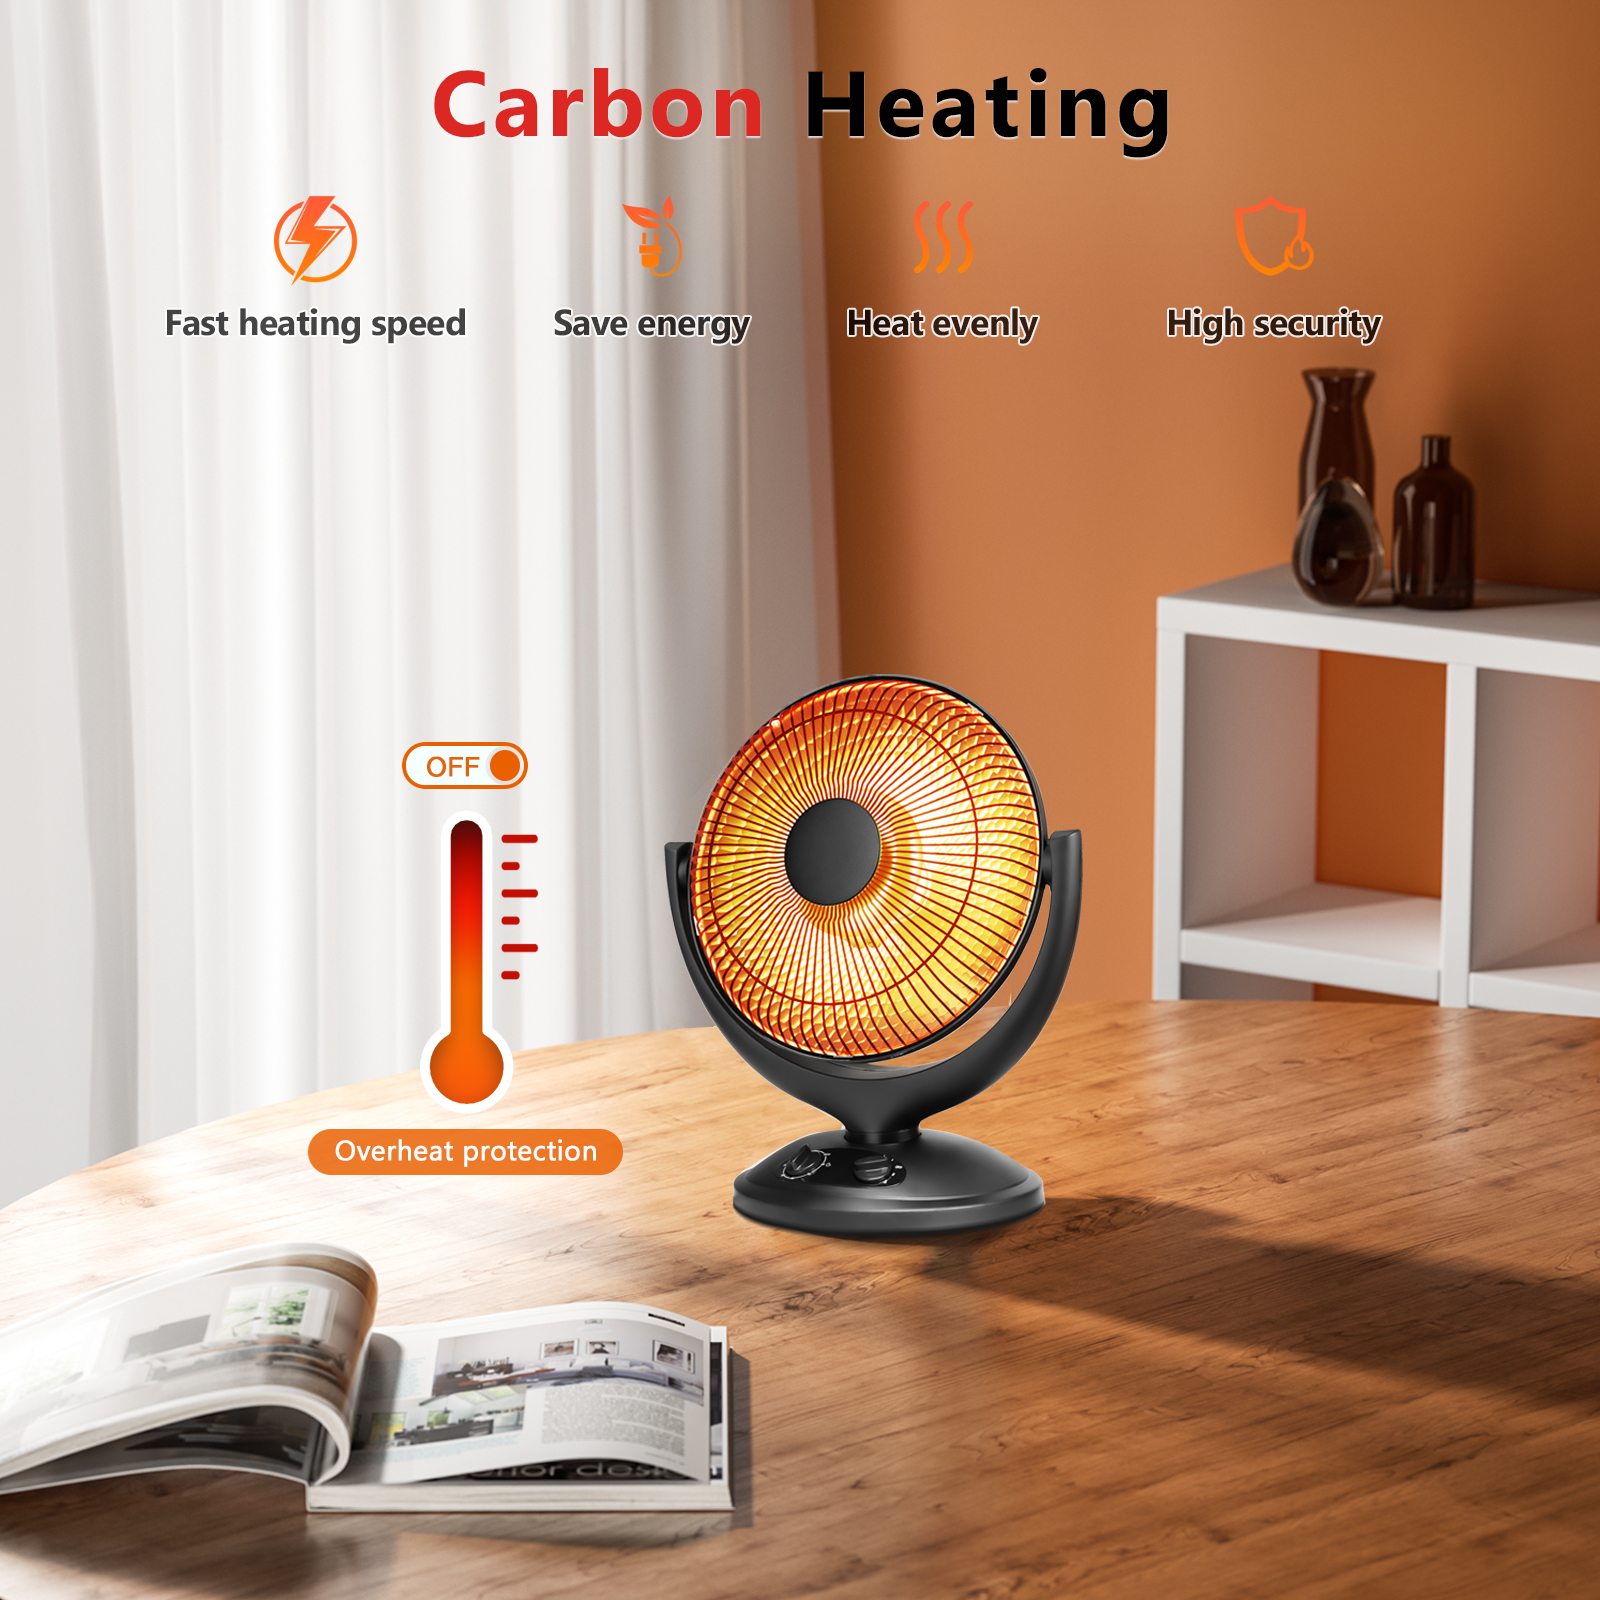 Carbon Heating
Fast heating speed
Save energy
Heat evenly
High security
OFF
Overheat protection